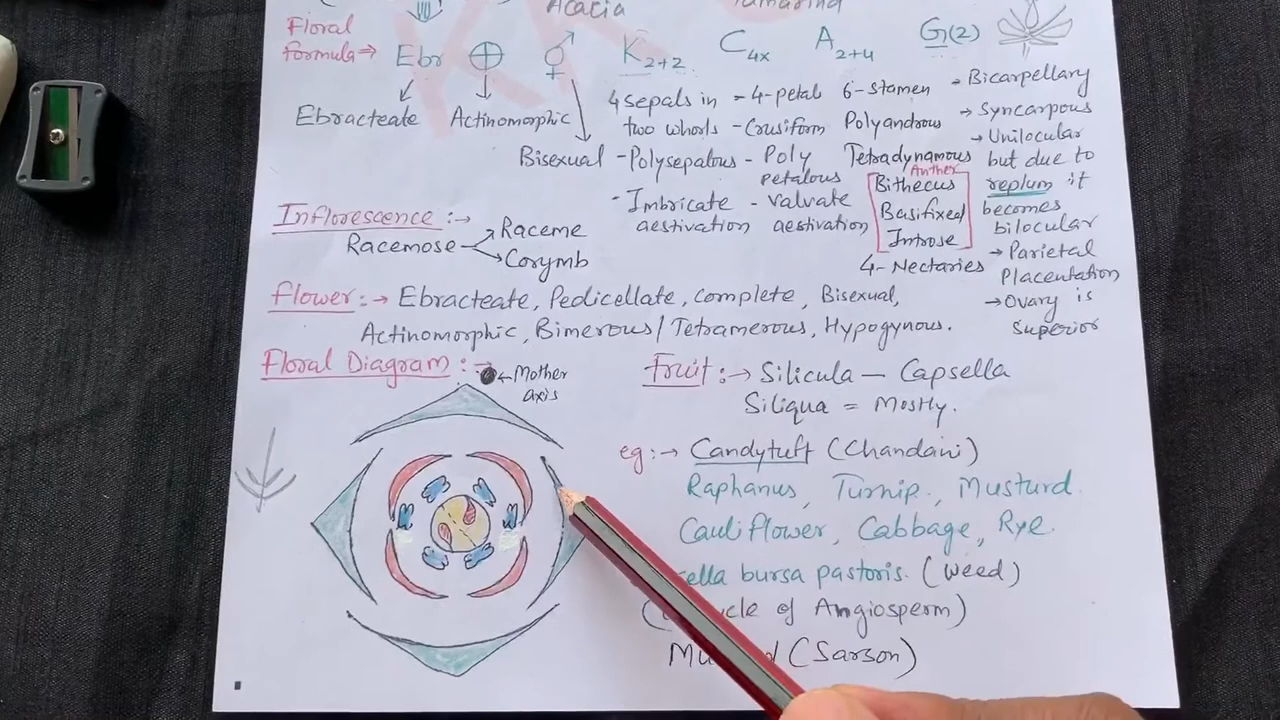 Acacia
Floral
formula ⇒ Ebr ⊕ ⚥ K2+2 C4x A2+4 G(2)
Ebracteate Actinomorphic
Bisexual
4 sepals in
two whorls
-Polysepalous
- Imbricate
aestivation
= 4-petal
-Crusiform
- Poly
petalous
- valvate
aestivation
6-stamen
Polyandrous
Tetradynamous
Anther
Bithecus
Basifixed
Introse
4-Nectaries
→ Bicarpellary
→ Syncarpous
→ Unilocular
but due to
replum it
becomes
bilocular
→ Parietal
Placentation
→ Ovary is
Superior
Inflorescence :→
Racemose
Raceme
Corymb
flower :→ Ebracteate, Pedicellate, complete, Bisexual,
Actinomorphic, Bimerous/Tetramerous, Hypogynous.
Floral Diagram :→
←Mother
axis
Fruit :→ Silicula — Capsella
Siliqua = Mostly.
eg :→ Candytuft (Chandani)
Raphanus, Turnip, Musturd.
Cauliflower, Cabbage, Rye.
ella bursa pastoris. (weed)
cle of Angiosperm)
(Sarson)